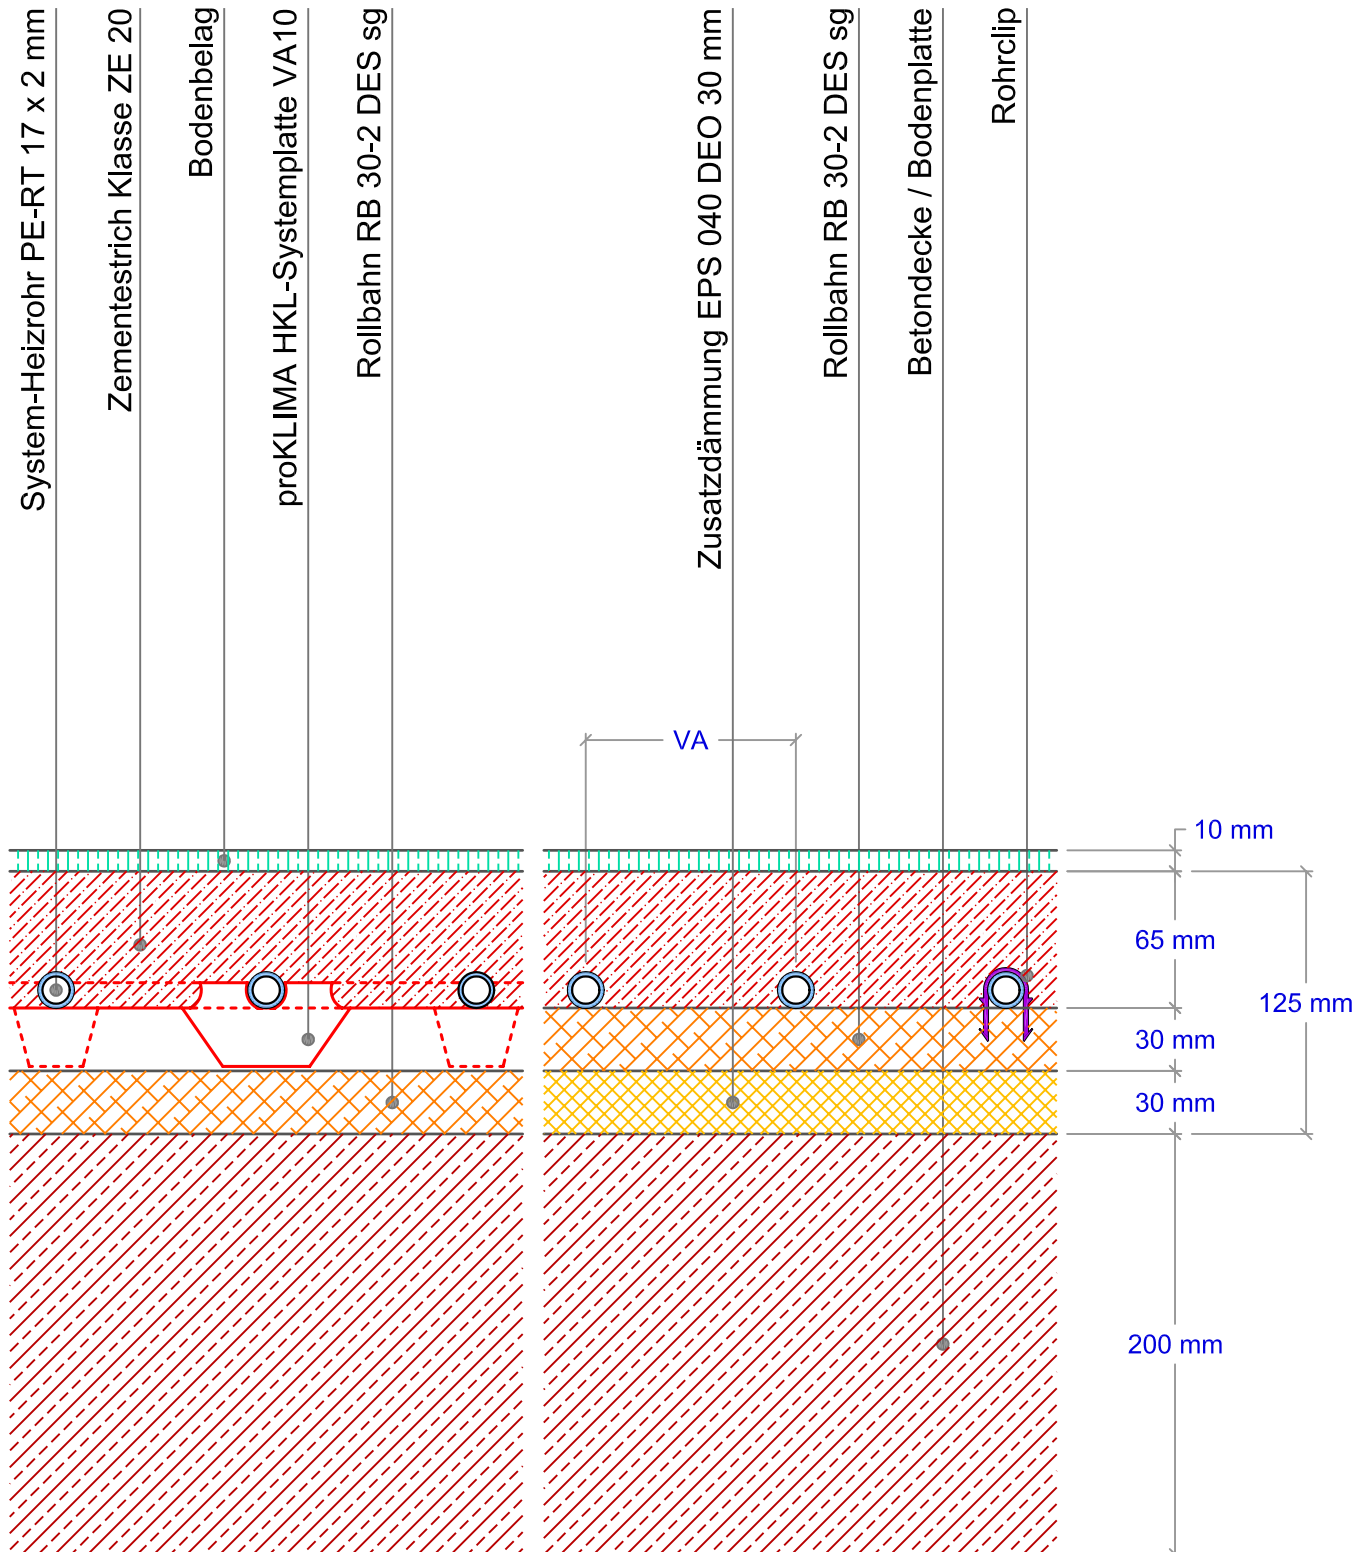 System-Heizrohr PE-RT 17 x 2 mm
Zementestrich Klasse ZE 20
Bodenbelag
proKLIMA HKL-Systemplatte VA10
Rollbahn RB 30-2 DES sg
Zusatzdämmung EPS 040 DEO 30 mm
Rollbahn RB 30-2 DES sg
Betondecke / Bodenplatte
Rohrclip
VA
10 mm
65 mm
125 mm
30 mm
30 mm
200 mm